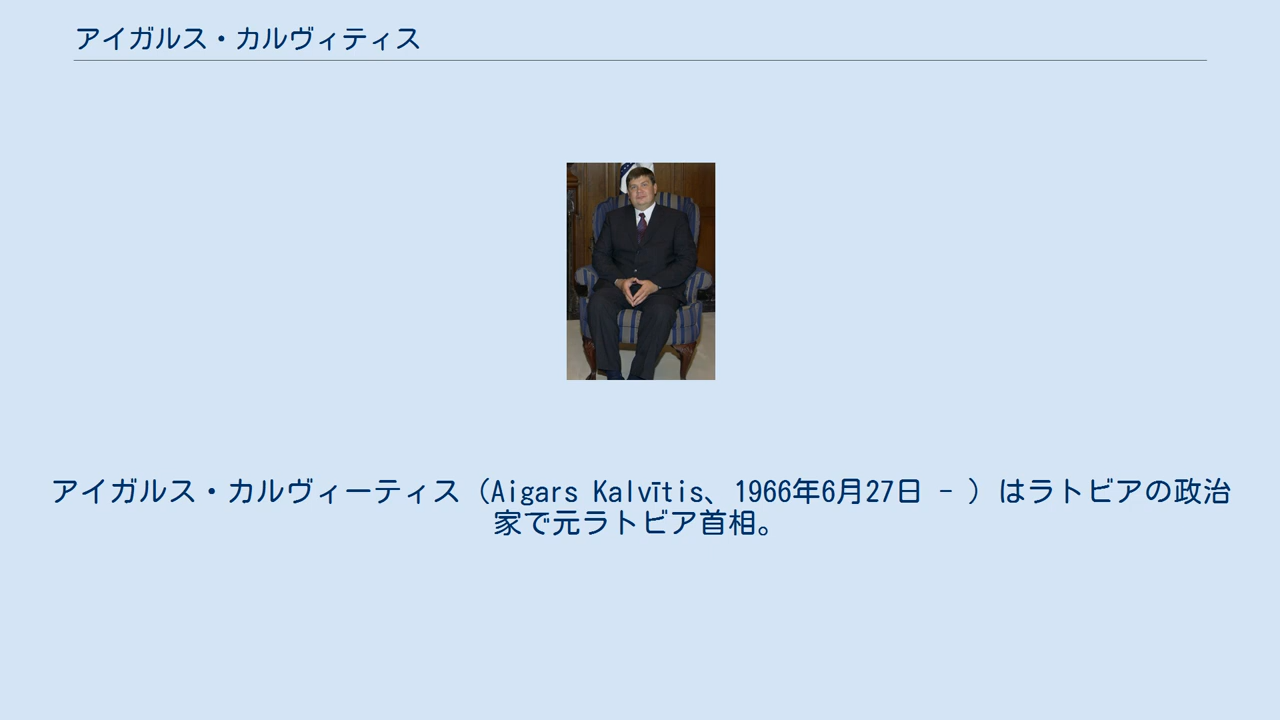 アイガルス・カルヴィティス
アイガルス・カルヴィーティス（Aigars Kalvītis、1966年6月27日 - ）はラトビアの政治
家で元ラトビア首相。